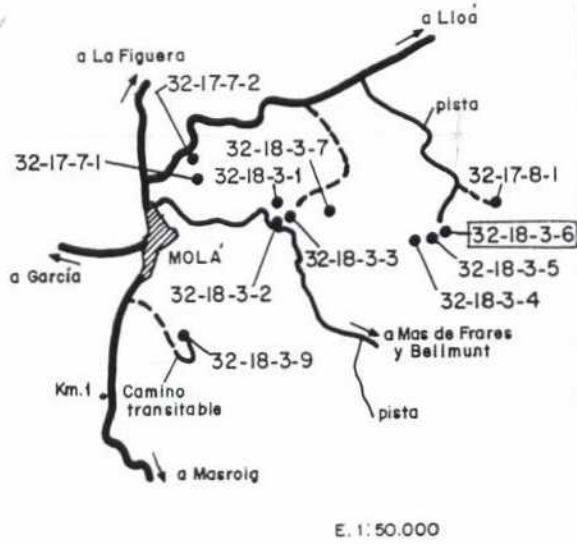 a Lloá
a La Figuera
32-17-7-2
pista
32-17-7-1
32-18-3-7
32-18-3-1
32-17-8-1
32-18-3-6
MOLÁ
32-18-3-3
32-18-3-5
a García
32-18-3-2
32-18-3-4
a Mas de Frares
y Bellmunt
32-18-3-9
Km.1
Camino
transitable
pista
a Masroig
E. 1:50.000